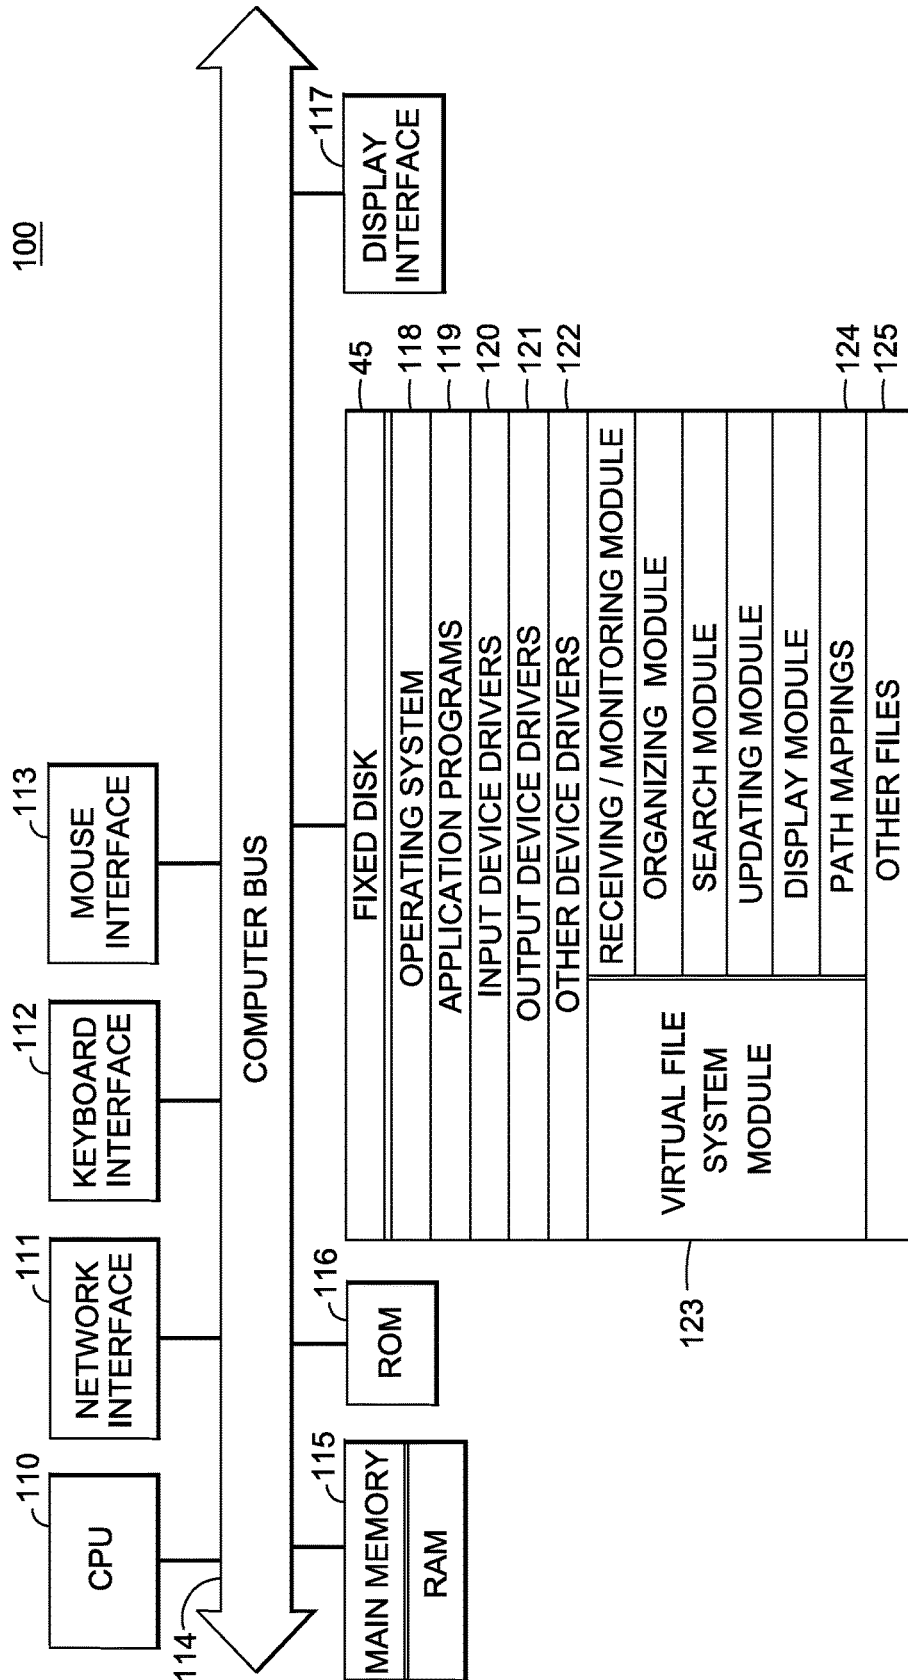 100
110
CPU
111
NETWORK
INTERFACE
112
KEYBOARD
INTERFACE
113
MOUSE
INTERFACE
114
COMPUTER BUS
115
MAIN MEMORY
RAM
116
ROM
117
DISPLAY
INTERFACE
FIXED DISK
45
OPERATING SYSTEM
118
APPLICATION PROGRAMS
119
INPUT DEVICE DRIVERS
120
OUTPUT DEVICE DRIVERS
121
OTHER DEVICE DRIVERS
122
123
VIRTUAL FILE
SYSTEM
MODULE
RECEIVING / MONITORING MODULE
ORGANIZING MODULE
SEARCH MODULE
UPDATING MODULE
DISPLAY MODULE
PATH MAPPINGS
124
OTHER FILES
125